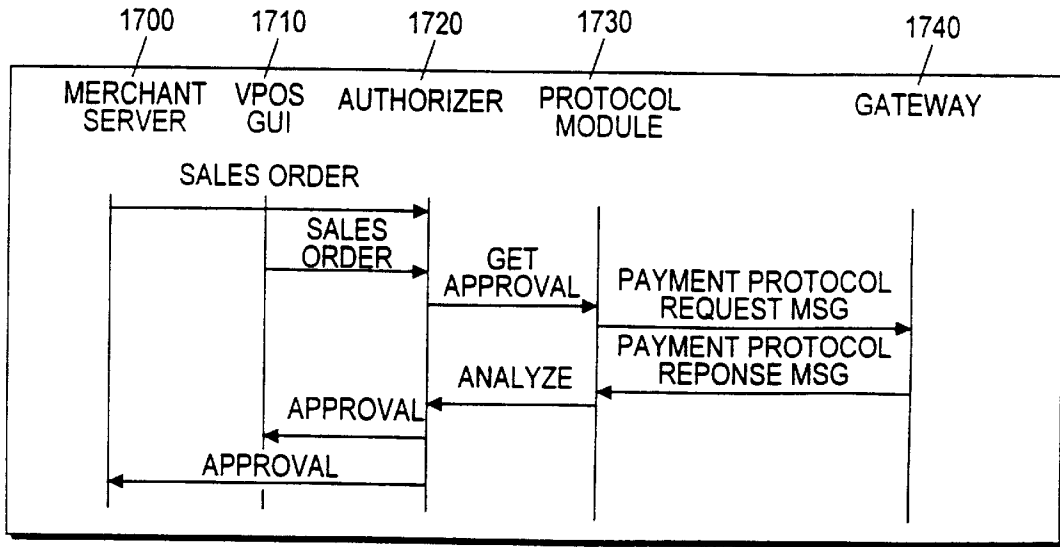 1700 1710 1720 1730 1740
MERCHANT SERVER
VPOS GUI
AUTHORIZER
PROTOCOL MODULE
GATEWAY
SALES ORDER
SALES
ORDER
GET
APPROVAL
PAYMENT PROTOCOL
REQUEST MSG
PAYMENT PROTOCOL
REPONSE MSG
ANALYZE
APPROVAL
APPROVAL